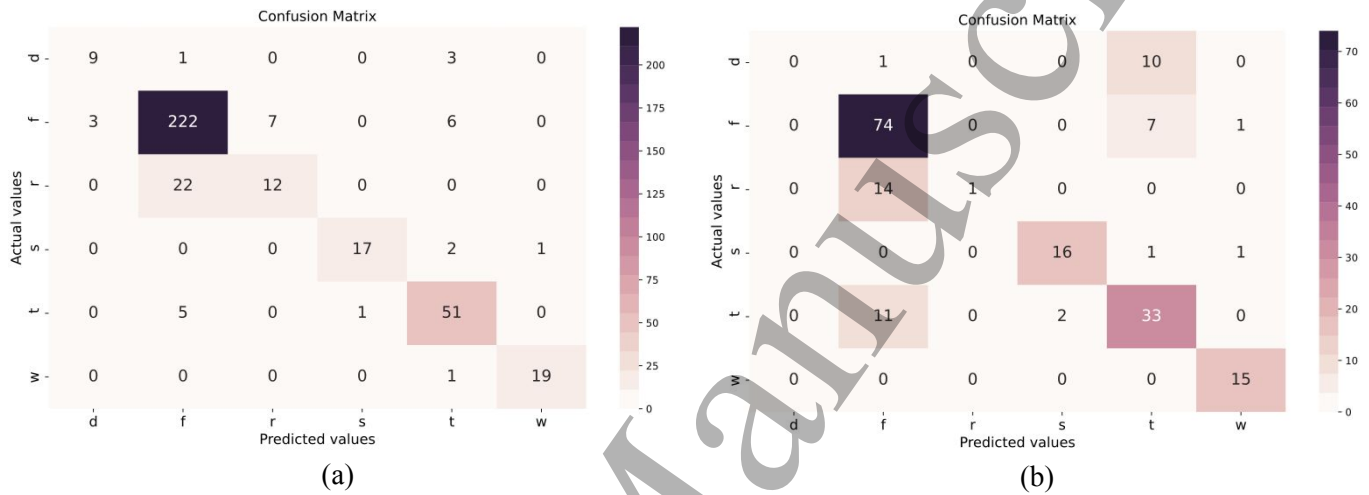 Confusion Matrix
d 9 1 0 0 3 0
f 3 222 7 0 6 0
r 0 22 12 0 0 0
s 0 0 0 17 2 1
t 0 5 0 1 51 0
w 0 0 0 0 1 19
d f r s t w
Predicted values
Actual values
200
175
150
125
100
75
50
25
0
(a)
Confusion Matrix
d 0 1 0 0 10 0
f 0 74 0 0 7 1
r 0 14 1 0 0 0
s 0 0 0 16 1 1
t 0 11 0 2 33 0
w 0 0 0 0 0 15
d f r s t w
Predicted values
Actual values
70
60
50
40
30
20
10
0
(b)
Manuscri